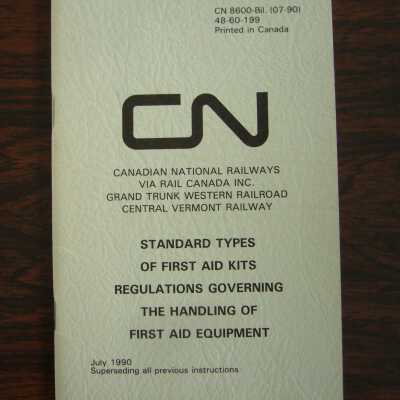 CN 8600-Bil. (07-90)
48-60-199
Printed in Canada
CN
CANADIAN NATIONAL RAILWAYS
VIA RAIL CANADA INC.
GRAND TRUNK WESTERN RAILROAD
CENTRAL VERMONT RAILWAY
STANDARD TYPES
OF FIRST AID KITS
REGULATIONS GOVERNING
THE HANDLING OF
FIRST AID EQUIPMENT
July 1990
Superseding all previous instructions